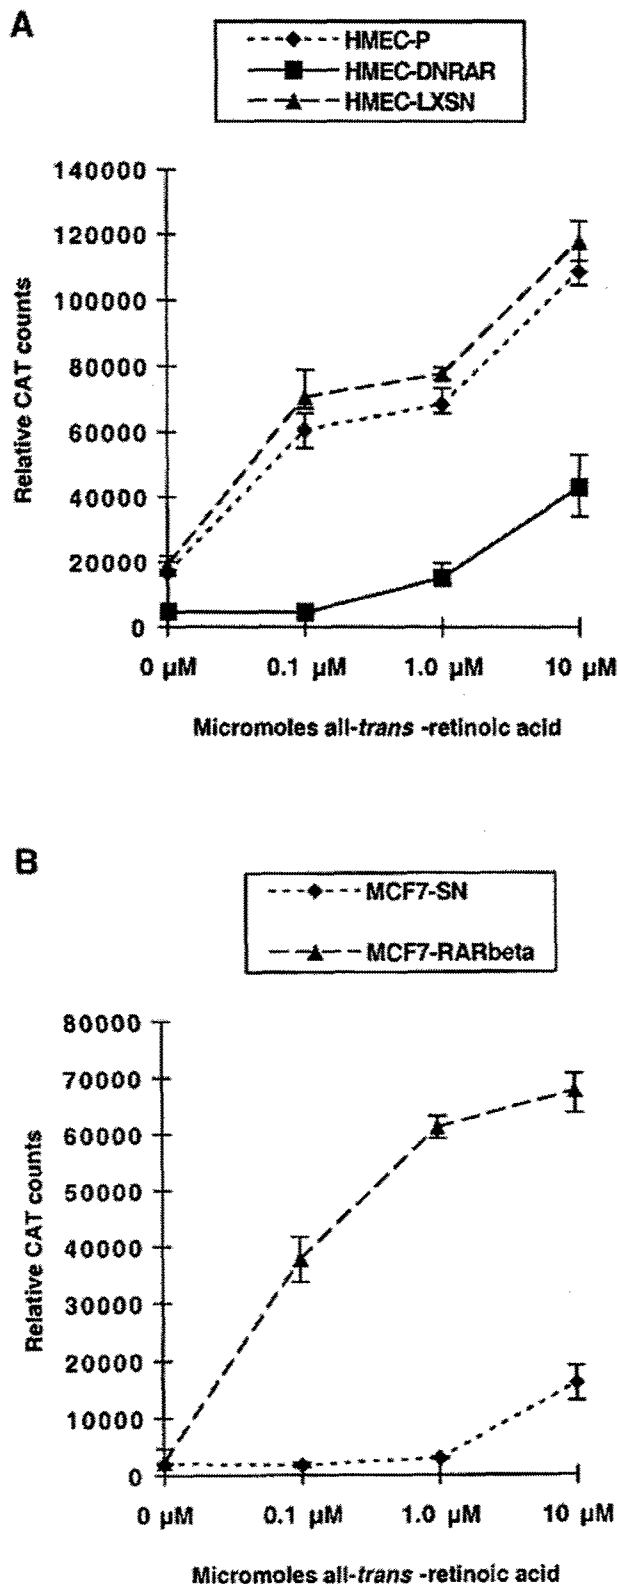 A
HMEC-P
HMEC-DNRAR
HMEC-LXSN
140000
120000
100000
80000
60000
40000
20000
0
Relative CAT counts
0 µM 0.1 µM 1.0 µM 10 µM
Micromoles all-trans -retinoic acid
B
MCF7-SN
MCF7-RARbeta
80000
70000
60000
50000
40000
30000
20000
10000
0
Relative CAT counts
0 µM 0.1 µM 1.0 µM 10 µM
Micromoles all-trans -retinoic acid